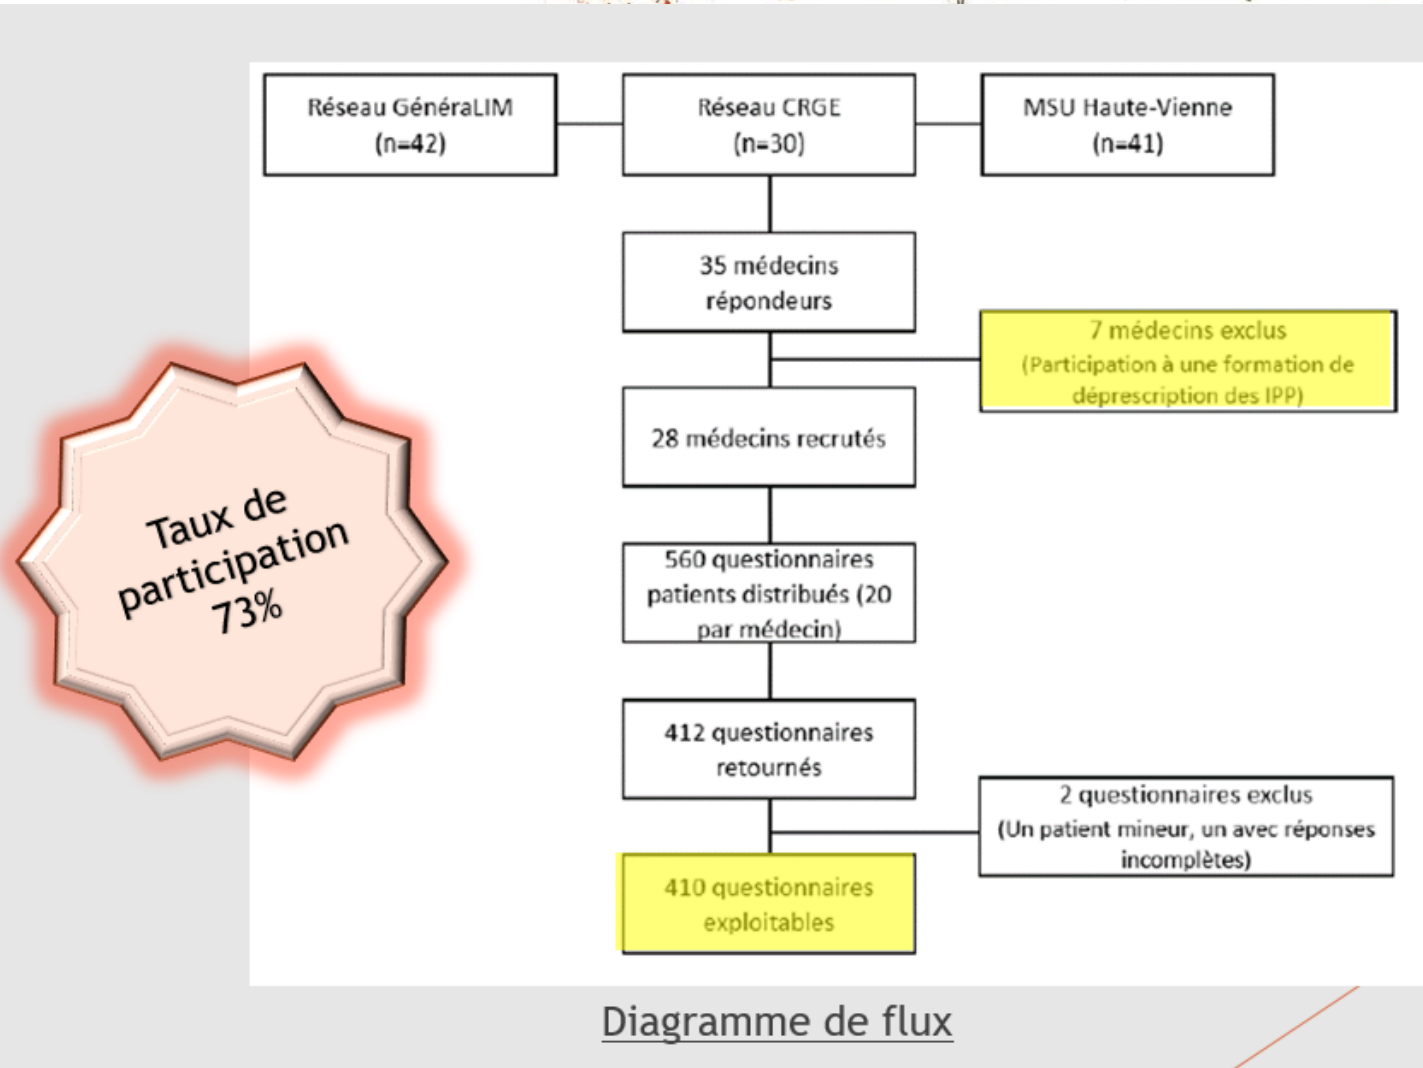 Réseau GénéraLIM
(n=42)
Réseau CRGE
(n=30)
MSU Haute-Vienne
(n=41)
35 médecins
répondeurs
7 médecins exclus
(Participation à une formation de
déprescription des IPP)
28 médecins recrutés
Taux de
participation
73%
560 questionnaires
patients distribués (20
par médecin)
412 questionnaires
retournés
2 questionnaires exclus
(Un patient mineur, un avec réponses
incomplètes)
410 questionnaires
exploitables
Diagramme de flux